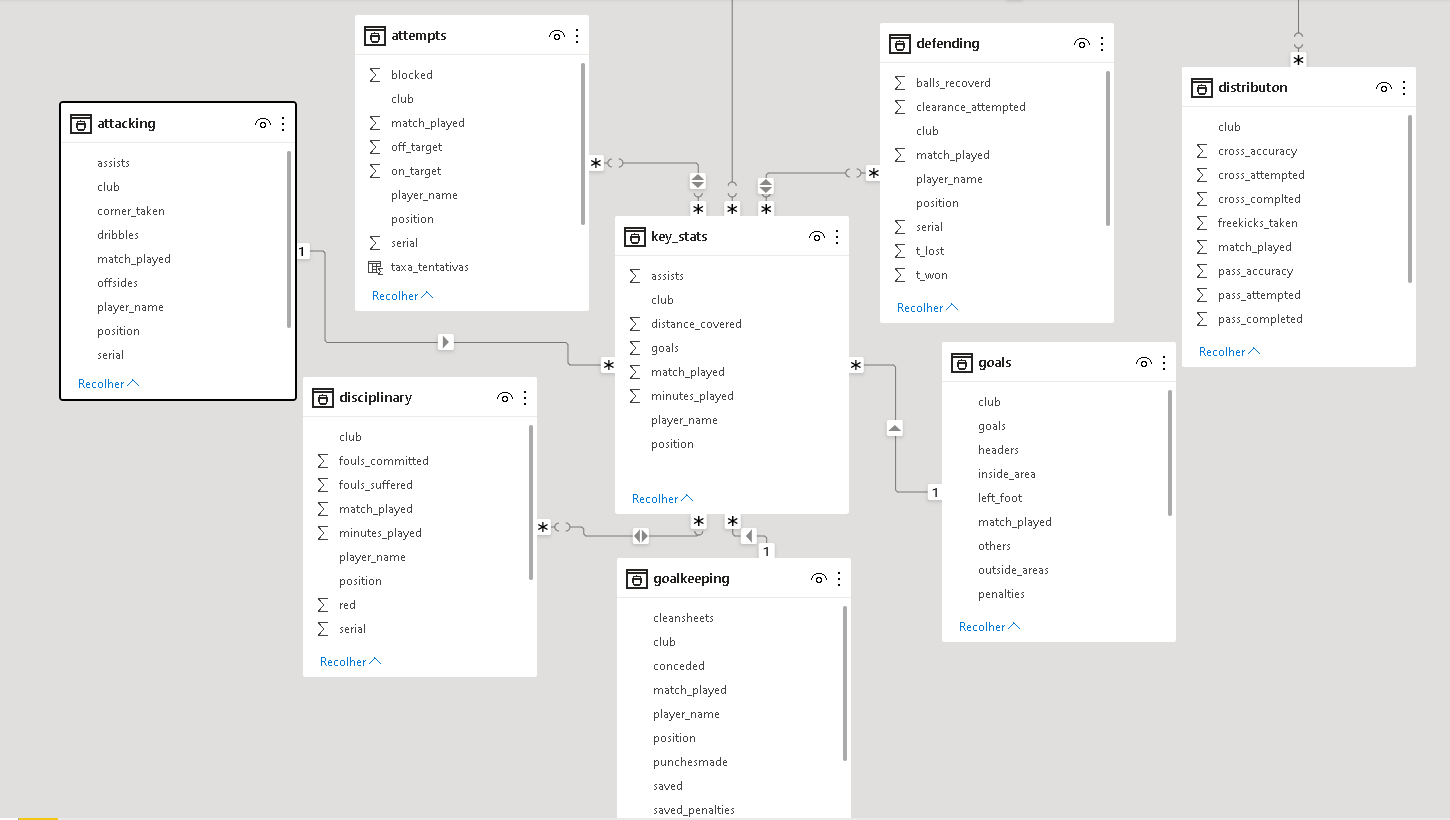 attempts
blocked
club
match_played
off_target
on_target
player_name
position
serial
taxa_tentativas
Recolher
defending
balls_recoverd
clearance_attempted
club
match_played
player_name
position
serial
t_lost
t_won
Recolher
distributon
club
cross_accuracy
cross_attempted
cross_complted
freekicks_taken
match_played
pass_accuracy
pass_attempted
pass_completed
Recolher
attacking
assists
club
corner_taken
dribbles
match_played
offsides
player_name
position
serial
Recolher
key_stats
assists
club
distance_covered
goals
match_played
minutes_played
player_name
position
Recolher
goals
club
goals
headers
inside_area
left_foot
match_played
others
outside_areas
penalties
Recolher
disciplinary
club
fouls_committed
fouls_suffered
match_played
minutes_played
player_name
position
red
serial
Recolher
goalkeeping
cleansheets
club
conceded
match_played
player_name
position
punchesmade
saved
saved_penalties
*
*
*
*
*
*
1
*
*
1
*
*
*
1